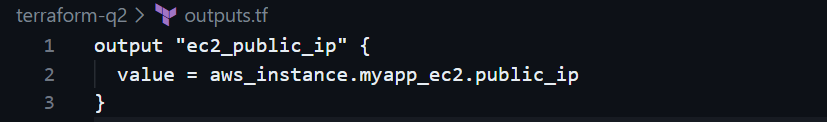 terraform-q2 > outputs.tf
1 output "ec2_public_ip" {
2   value = aws_instance.myapp_ec2.public_ip
3 }